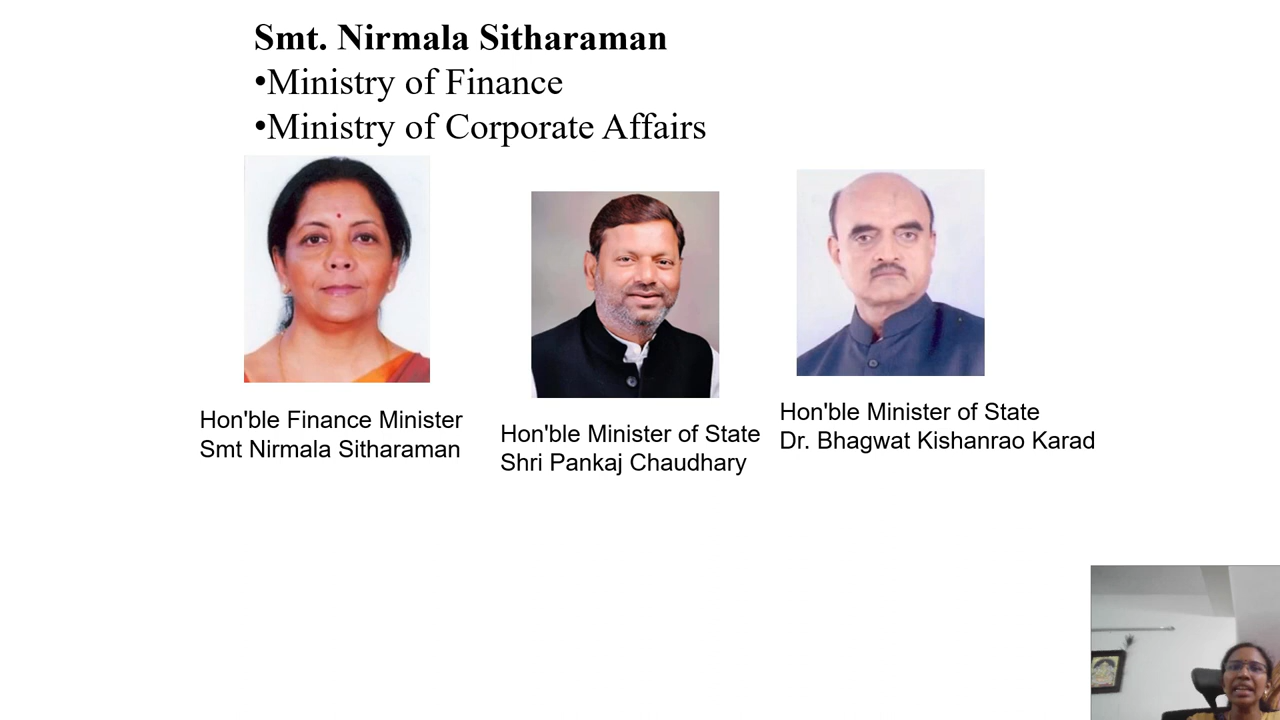 Smt. Nirmala Sitharaman
•Ministry of Finance
•Ministry of Corporate Affairs
Hon'ble Finance Minister
Smt Nirmala Sitharaman
Hon'ble Minister of State
Shri Pankaj Chaudhary
Hon'ble Minister of State
Dr. Bhagwat Kishanrao Karad